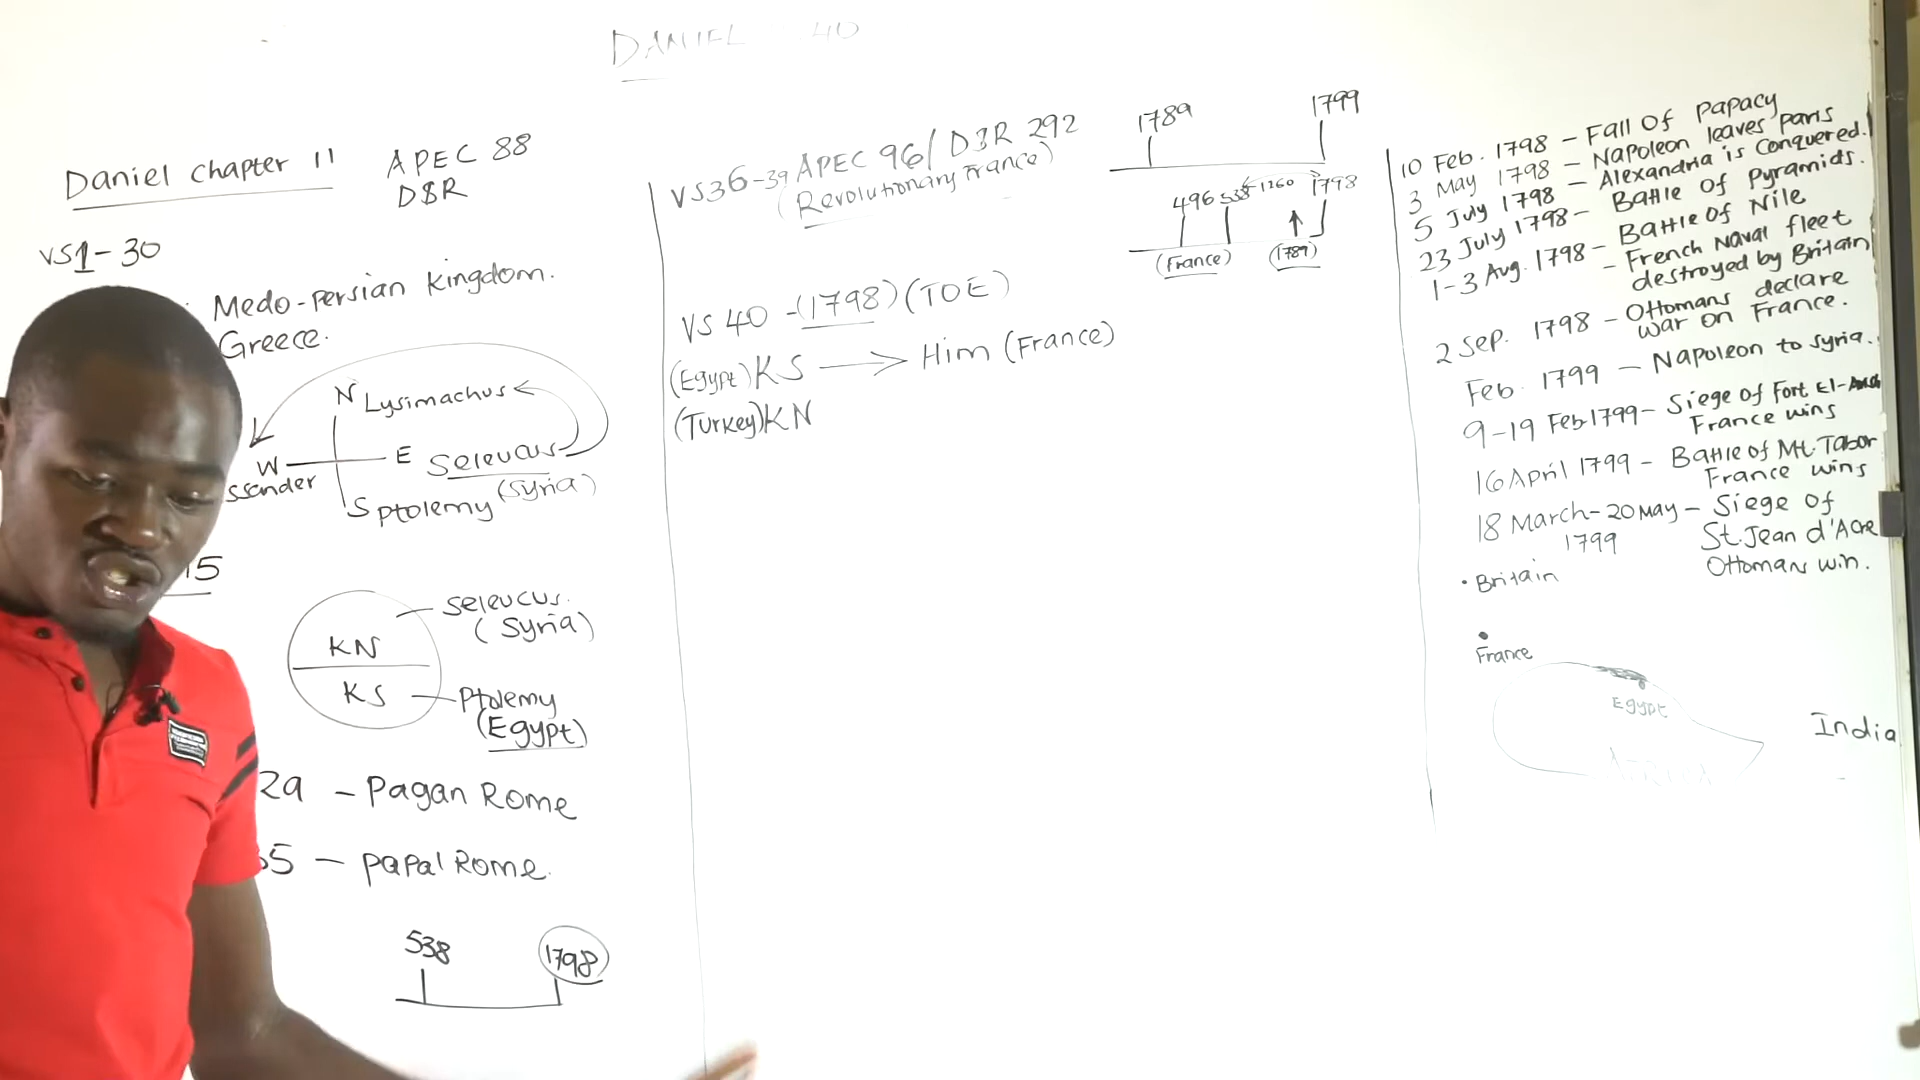 DANIEL 40
Daniel chapter 11
APEC 88
D&R
VS1-30
Medo-Persian kingdom.
Greece.
N Lysimachus
W
E Seleucus
(Syria)
ssander
S Ptolemy
15
KN
KS
Seleucus.
(Syria)
Ptolemy
(Egypt)
29 - Pagan Rome
35 - Papal Rome.
538
1798
VS36-39 APEC 96/ D&R 292
(Revolutionary France)
VS 40 -(1798) (TOE)
(Egypt) KS → Him (France)
(Turkey) KN
1789
1799
496 538 1260 1798
(France)
(1789)
10 Feb. 1798 - Fall Of Papacy
3 May 1798 - Napoleon leaves paris
5 July 1798 - Alexandria is conquered.
23 July 1798 - Battle Of Pyramids.
1-3 Aug. 1798 - Battle Of Nile
- French Naval fleet
destroyed by Britain
2 Sep. 1798 - Ottomans declare
war on France.
Feb. 1799 - Napoleon to Syria.
9-19 Feb 1799 - Siege of Fort El-
France wins
16 April 1799 - Battle of Mt. Tabor
France wins
18 March - 20 May - Siege of
1799
St. Jean d'Acre
Ottomans win.
• Britain
France
Egypt
India